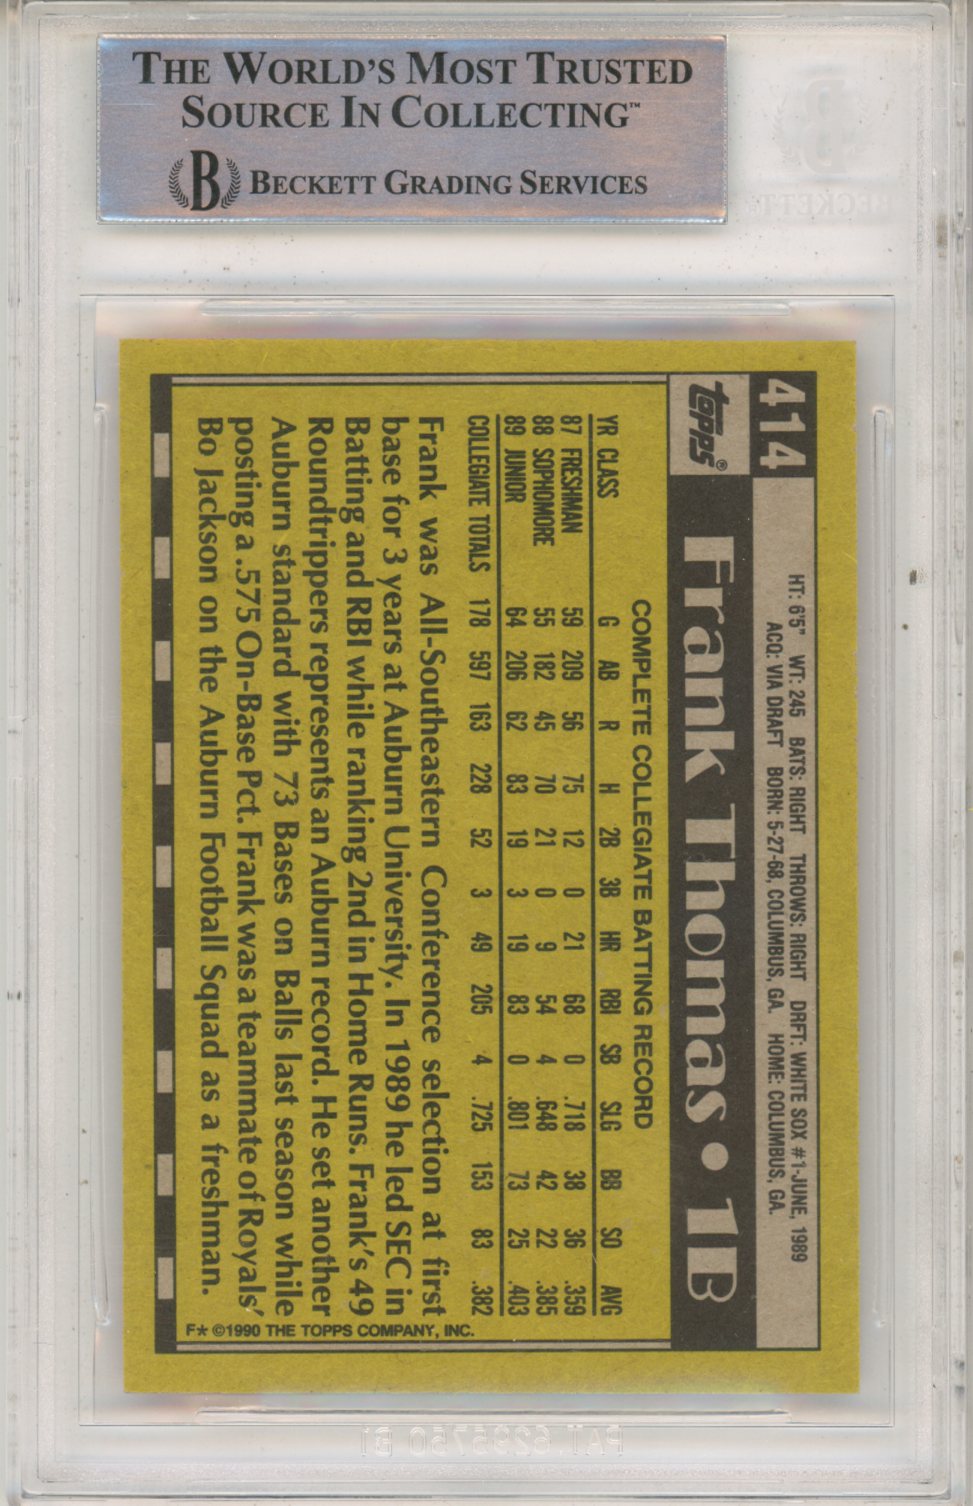 THE WORLD'S MOST TRUSTED
SOURCE IN COLLECTING™
B BECKETT GRADING SERVICES
B
BECKETT
414
HT: 6'5" WT: 245 BATS: RIGHT THROWS: RIGHT DRFT: WHITE SOX #1-JUNE, 1989
ACQ: VIA DRAFT BORN: 5-27-68, COLUMBUS, GA. HOME: COLUMBUS, GA.
topps®
Frank Thomas • 1B
COMPLETE COLLEGIATE BATTING RECORD
YR CLASS G AB R H 2B 3B HR RBI SB SLG BB SO AVG
87 FRESHMAN 59 209 56 75 12 0 21 68 0 .718 38 36 .359
88 SOPHOMORE 55 182 45 70 21 0 9 54 4 .648 42 22 .385
89 JUNIOR 64 206 62 83 19 3 19 83 0 .801 73 25 .403
COLLEGIATE TOTALS 178 597 163 228 52 3 49 205 4 .725 153 83 .382
Frank was All-Southeastern Conference selection at first
base for 3 years at Auburn University. In 1989 he led SEC in
Batting and RBI while ranking 2nd in Home Runs. Frank's 49
Roundtrippers represents an Auburn record. He set another
Auburn standard with 73 Bases on Balls last season while
posting a .575 On-Base Pct. Frank was a teammate of Royals'
Bo Jackson on the Auburn Football Squad as a freshman.
F★ ©1990 THE TOPPS COMPANY, INC.
PAT. 6295750 B1